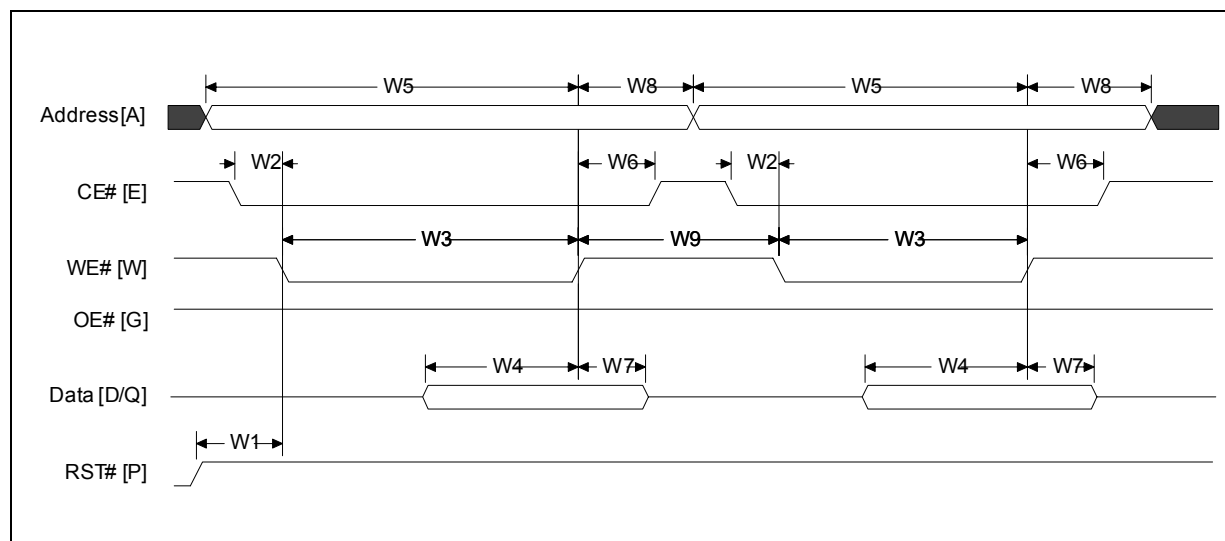 W5 W8 W5 W8
Address [A]
W2 W6 W2 W6
CE# [E]
W3 W9 W3
WE# [W]
OE# [G]
W4 W7 W4 W7
Data [D/Q]
W1
RST# [P]